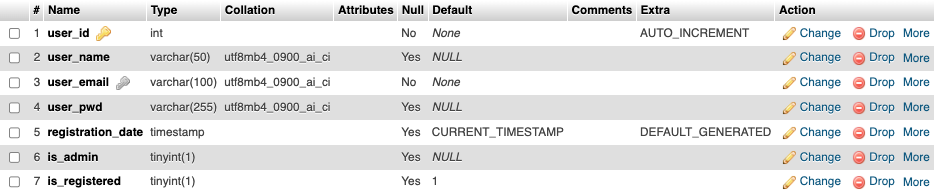 # Name Type Collation Attributes Null Default Comments Extra Action
1 user_id int No None AUTO_INCREMENT Change Drop More
2 user_name varchar(50) utf8mb4_0900_ai_ci Yes NULL Change Drop More
3 user_email varchar(100) utf8mb4_0900_ai_ci No None Change Drop More
4 user_pwd varchar(255) utf8mb4_0900_ai_ci Yes NULL Change Drop More
5 registration_date timestamp Yes CURRENT_TIMESTAMP DEFAULT_GENERATED Change Drop More
6 is_admin tinyint(1) Yes NULL Change Drop More
7 is_registered tinyint(1) Yes 1 Change Drop More